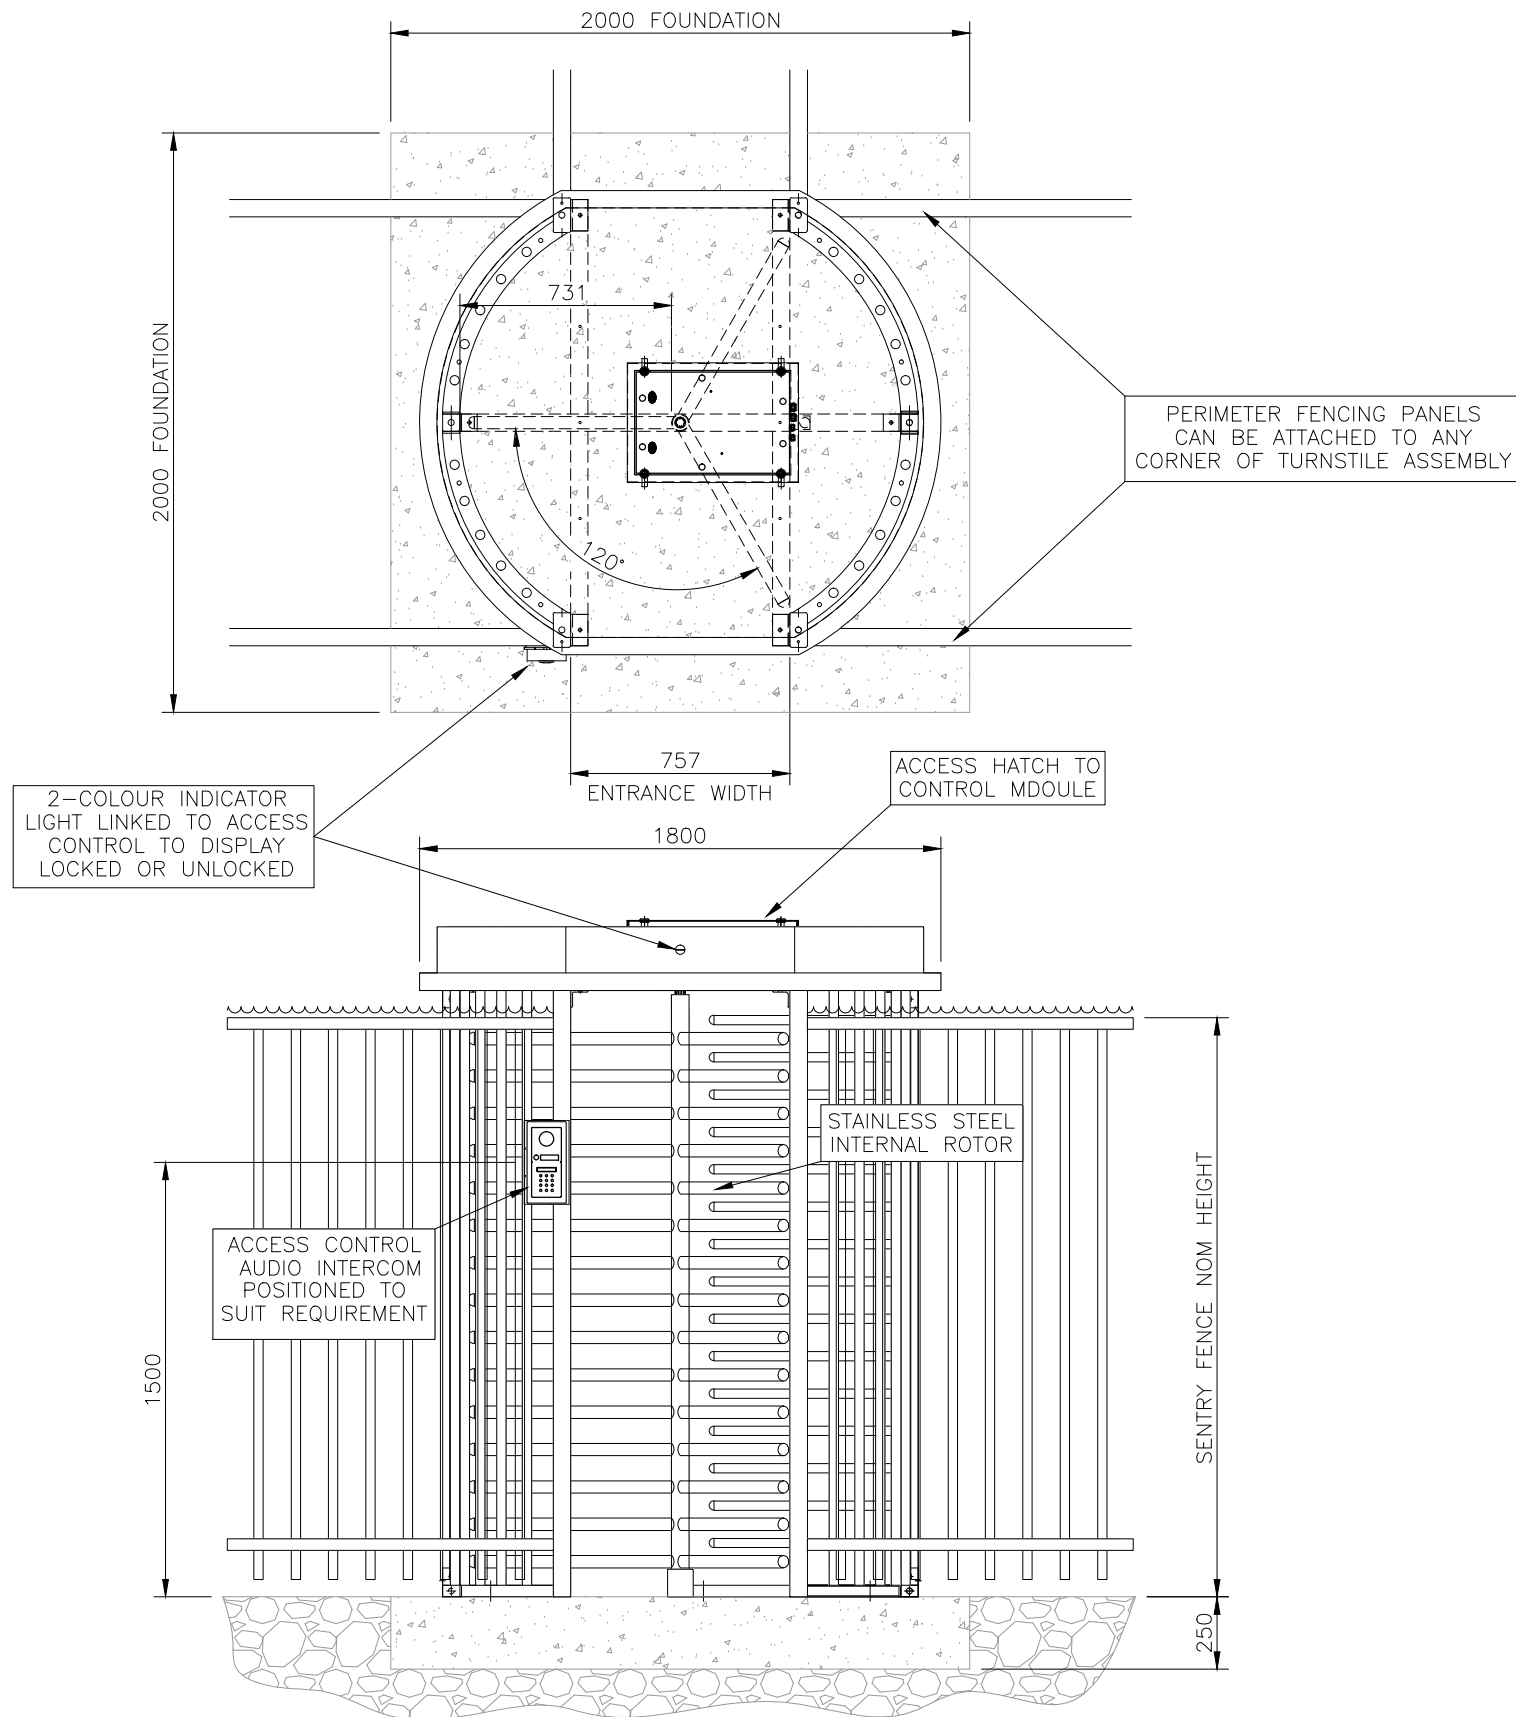 2000 FOUNDATION
2000 FOUNDATION
731
120°
PERIMETER FENCING PANELS
CAN BE ATTACHED TO ANY
CORNER OF TURNSTILE ASSEMBLY
757
ENTRANCE WIDTH
ACCESS HATCH TO
CONTROL MDOULE
2-COLOUR INDICATOR
LIGHT LINKED TO ACCESS
CONTROL TO DISPLAY
LOCKED OR UNLOCKED
1800
STAINLESS STEEL
INTERNAL ROTOR
ACCESS CONTROL
AUDIO INTERCOM
POSITIONED TO
SUIT REQUIREMENT
1500
SENTRY FENCE NOM HEIGHT
250